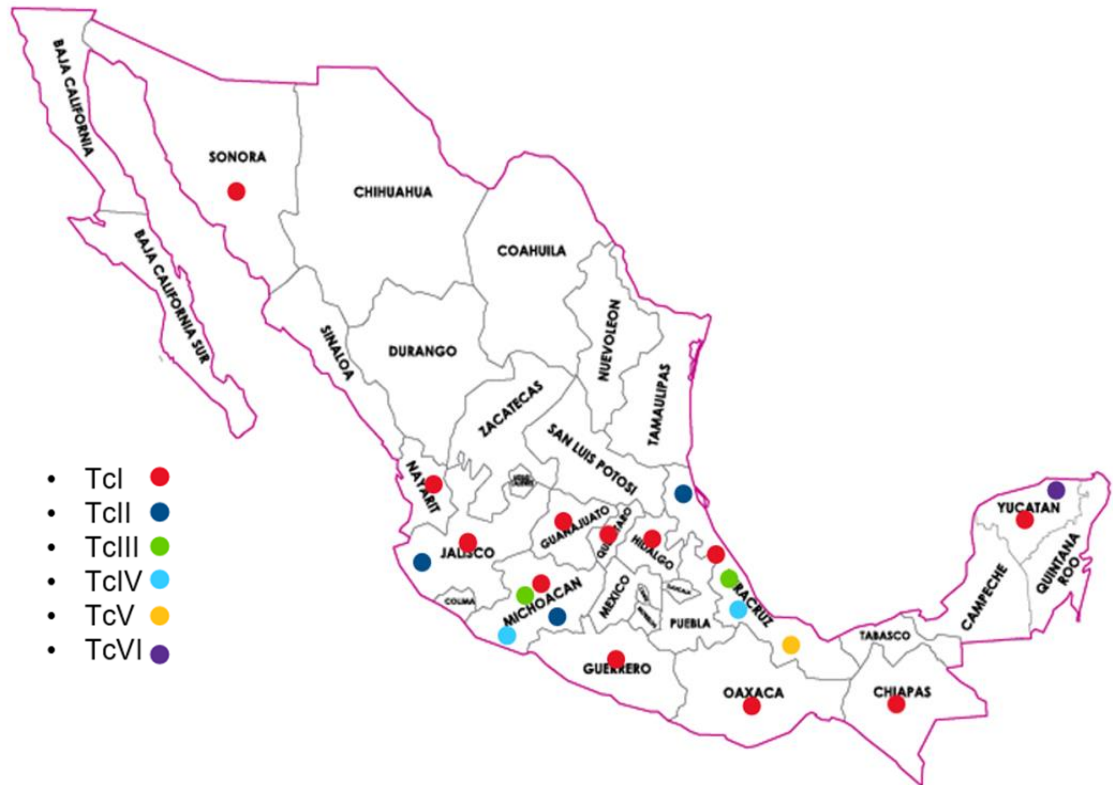 BAJA CALIFORNIA
SONORA
CHIHUAHUA
COAHUILA
BAJA CALIFORNIA SUR
SINALOA
DURANGO
NUEVOLEON
TAMAULIPAS
ZACATECAS
SAN LUIS POTOSI
NAYARIT
• TcI
• TcII
• TcIII
• TcIV
• TcV
• TcVI
GUANAJUATO
HIDALGO
JALISCO
COLIMA
MICHOACAN
MEXICO
PUEBLA
RACRUZ
GUERRERO
OAXACA
TABASCO
CHIAPAS
YUCATAN
CAMPECHE
QUINTANA
ROO